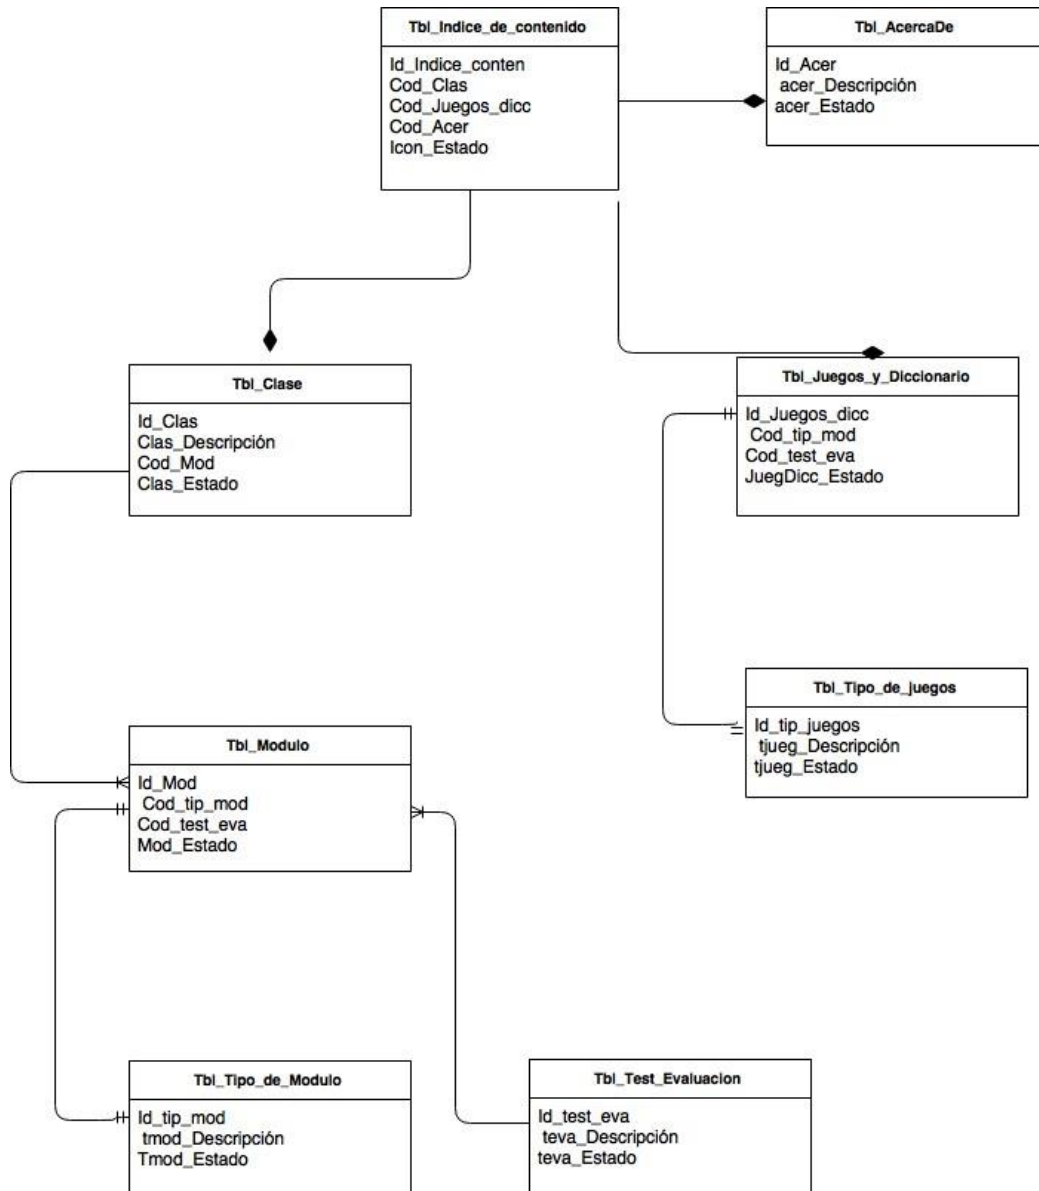 Tbl_Indice_de_contenido
Id_Indice_conten
Cod_Clas
Cod_Juegos_dicc
Cod_Acer
Icon_Estado
Tbl_AcercaDe
Id_Acer
acer_Descripción
acer_Estado
Tbl_Clase
Id_Clas
Clas_Descripción
Cod_Mod
Clas_Estado
Tbl_Juegos_y_Diccionario
Id_Juegos_dicc
Cod_tip_mod
Cod_test_eva
JuegDicc_Estado
Tbl_Tipo_de_juegos
Id_tip_juegos
tjueg_Descripción
tjueg_Estado
Tbl_Modulo
Id_Mod
Cod_tip_mod
Cod_test_eva
Mod_Estado
Tbl_Tipo_de_Modulo
Id_tip_mod
tmod_Descripción
Tmod_Estado
Tbl_Test_Evaluacion
Id_test_eva
teva_Descripción
teva_Estado